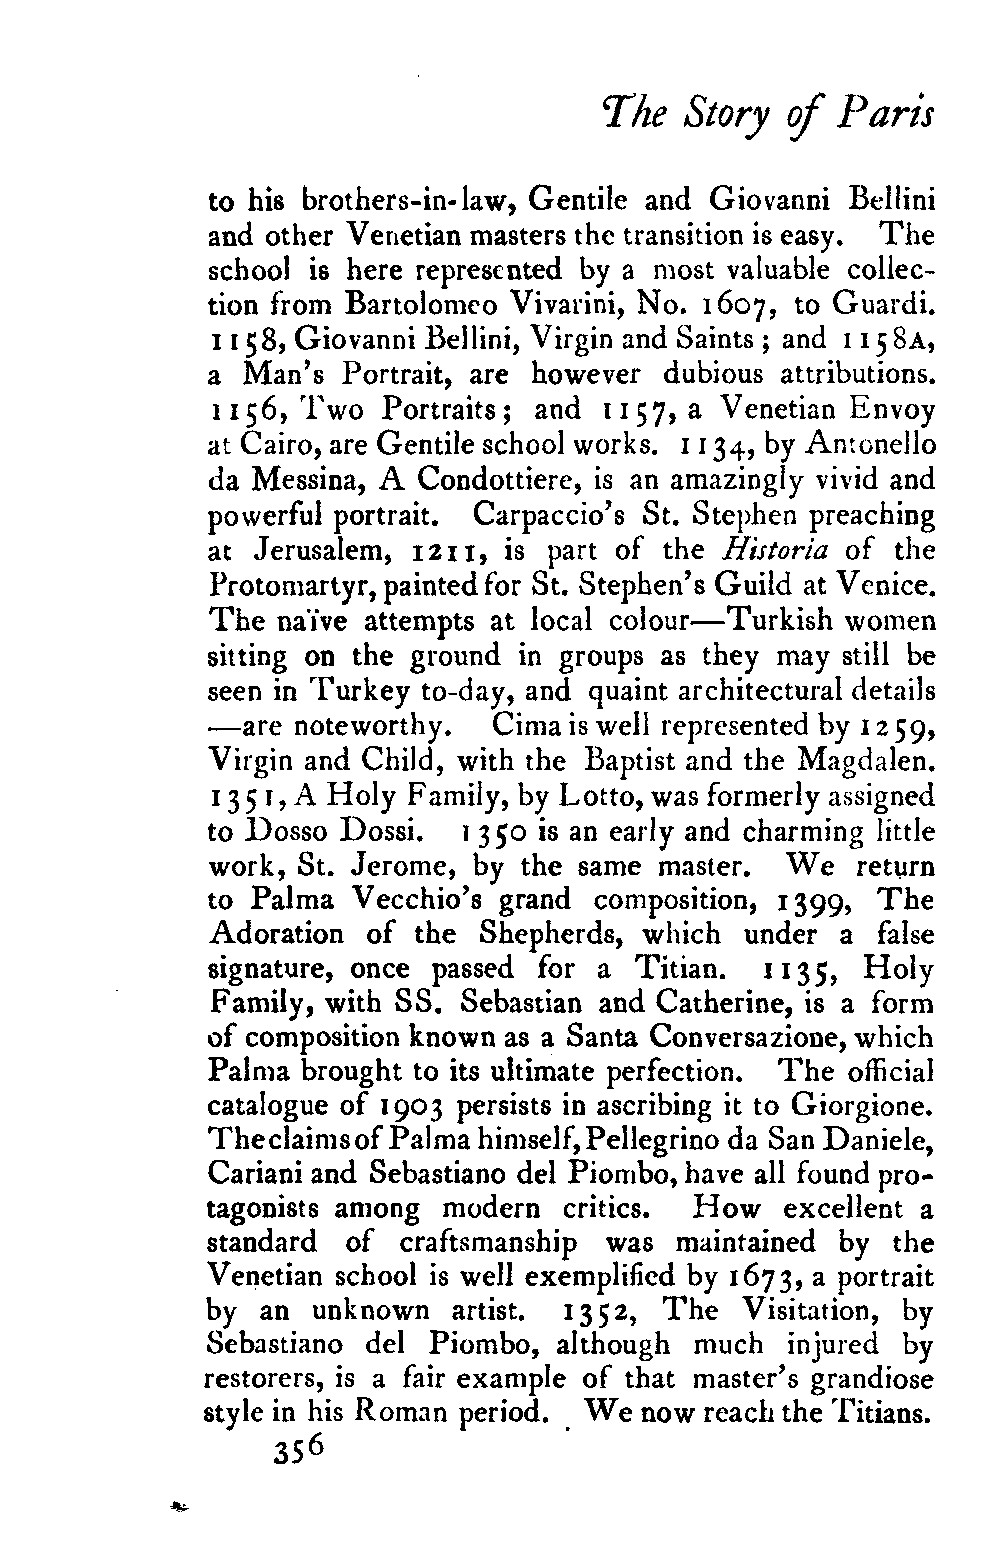 The Story of Paris
to his brothers-in-law, Gentile and Giovanni Bellini
and other Venetian masters the transition is easy. The
school is here represented by a most valuable collec-
tion from Bartolomeo Vivarini, No. 1607, to Guardi.
1158, Giovanni Bellini, Virgin and Saints ; and 1158A,
a Man's Portrait, are however dubious attributions.
1156, Two Portraits; and 1157, a Venetian Envoy
at Cairo, are Gentile school works. 1134, by Antonello
da Messina, A Condottiere, is an amazingly vivid and
powerful portrait. Carpaccio's St. Stephen preaching
at Jerusalem, 1211, is part of the Historia of the
Protomartyr, painted for St. Stephen's Guild at Venice.
The naïve attempts at local colour—Turkish women
sitting on the ground in groups as they may still be
seen in Turkey to-day, and quaint architectural details
—are noteworthy. Cima is well represented by 1259,
Virgin and Child, with the Baptist and the Magdalen.
1351, A Holy Family, by Lotto, was formerly assigned
to Dosso Dossi. 1350 is an early and charming little
work, St. Jerome, by the same master. We return
to Palma Vecchio's grand composition, 1399, The
Adoration of the Shepherds, which under a false
signature, once passed for a Titian. 1135, Holy
Family, with SS. Sebastian and Catherine, is a form
of composition known as a Santa Conversazione, which
Palma brought to its ultimate perfection. The official
catalogue of 1903 persists in ascribing it to Giorgione.
The claims of Palma himself, Pellegrino da San Daniele,
Cariani and Sebastiano del Piombo, have all found pro-
tagonists among modern critics. How excellent a
standard of craftsmanship was maintained by the
Venetian school is well exemplified by 1673, a portrait
by an unknown artist. 1352, The Visitation, by
Sebastiano del Piombo, although much injured by
restorers, is a fair example of that master's grandiose
style in his Roman period. We now reach the Titians.
356